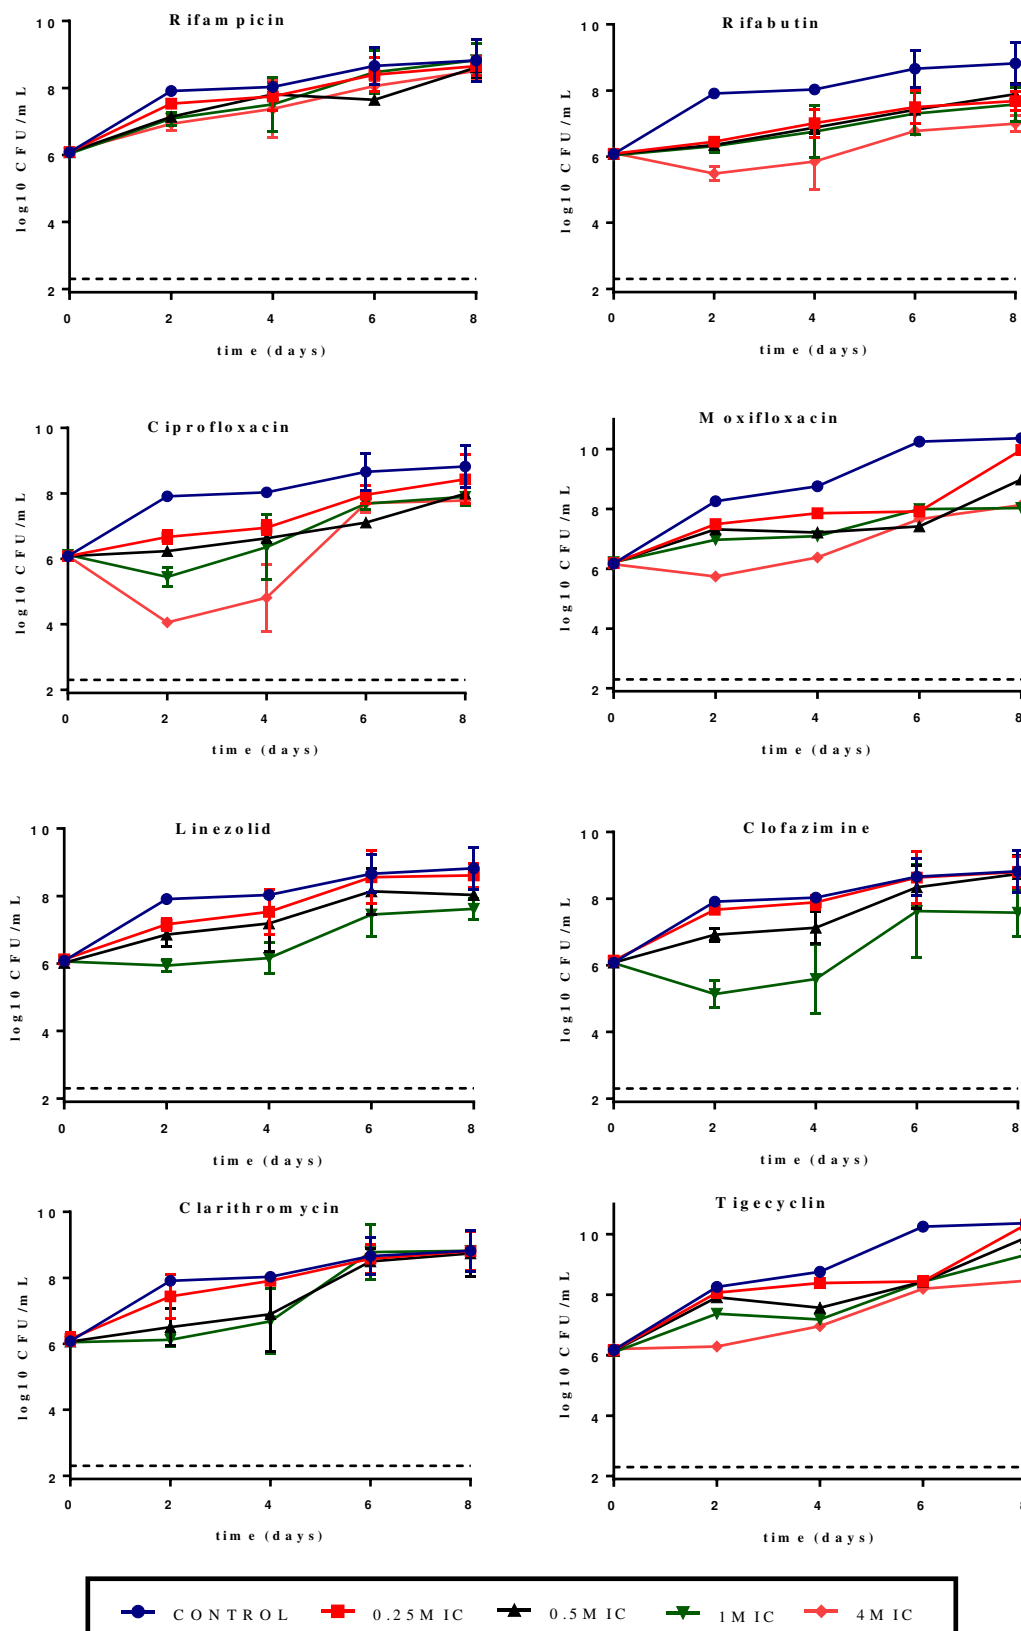 Rifampicin
10
8
6
4
2
log10 CFU/mL
0 2 4 6 8
time (days)
Rifabutin
10
8
6
4
2
log10 CFU/mL
0 2 4 6 8
time (days)
Ciprofloxacin
10
8
6
4
2
log10 CFU/mL
0 2 4 6 8
time (days)
Moxifloxacin
10
8
6
4
2
log10 CFU/mL
0 2 4 6 8
time (days)
Linezolid
10
8
6
4
2
log10 CFU/mL
0 2 4 6 8
time (days)
Clofazimine
10
8
6
4
2
log10 CFU/mL
0 2 4 6 8
time (days)
Clarithromycin
10
8
6
4
2
log10 CFU/mL
0 2 4 6 8
time (days)
Tigecyclin
10
8
6
4
2
log10 CFU/mL
0 2 4 6
time (days)
CONTROL 0.25MIC 0.5MIC 1MIC 4MIC